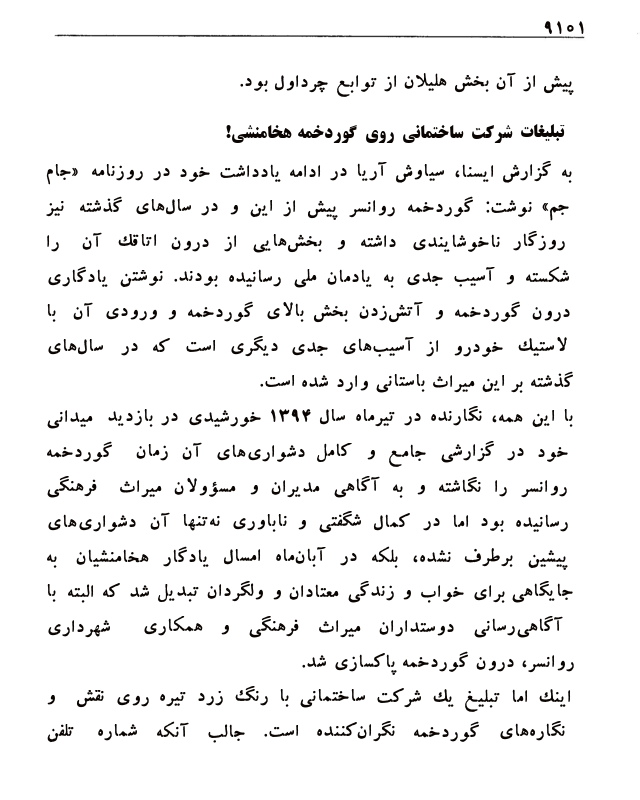 ۹۱۰۱
پیش از آن بخش هلیلان از توابع چرداول بود.
تبلیغات شرکت ساختمانی روی گوردخمه هخامنشی!
به گزارش ایسنا، سیاوش آریا در ادامه یادداشت خود در روزنامه «جام
جم» نوشت: گوردخمه روانسر پیش از این و در سال‌های گذشته نیز
روزگار ناخوشایندی داشته و بخش‌هایی از درون اتاقك آن را
شکسته و آسیب جدی به یادمان ملی رسانیده بودند. نوشتن یادگاری
درون گوردخمه و آتش‌زدن بخش بالای گوردخمه و ورودی آن با
لاستیك خودرو از آسیب‌های جدی دیگری است که در سال‌های
گذشته بر این میراث باستانی وارد شده است.
با این همه، نگارنده در تیرماه سال ۱۳۹۴ خورشیدی در بازدید میدانی
خود در گزارشی جامع و کامل دشواری‌های آن زمان گوردخمه
روانسر را نگاشته و به آگاهی مدیران و مسؤولان میراث فرهنگی
رسانیده بود اما در کمال شگفتی و ناباوری نه‌تنها آن دشواری‌های
پیشین برطرف نشده، بلکه در آبان‌ماه امسال یادگار هخامنشیان به
جایگاهی برای خواب و زندگی معتادان و ولگردان تبدیل شد که البته با
آگاهی‌رسانی دوستداران میراث فرهنگی و همکاری شهرداری
روانسر، درون گوردخمه پاکسازی شد.
اینك اما تبلیغ یك شرکت ساختمانی با رنگ زرد تیره روی نقش و
نگاره‌های گوردخمه نگران‌کننده است. جالب آنکه شماره تلفن